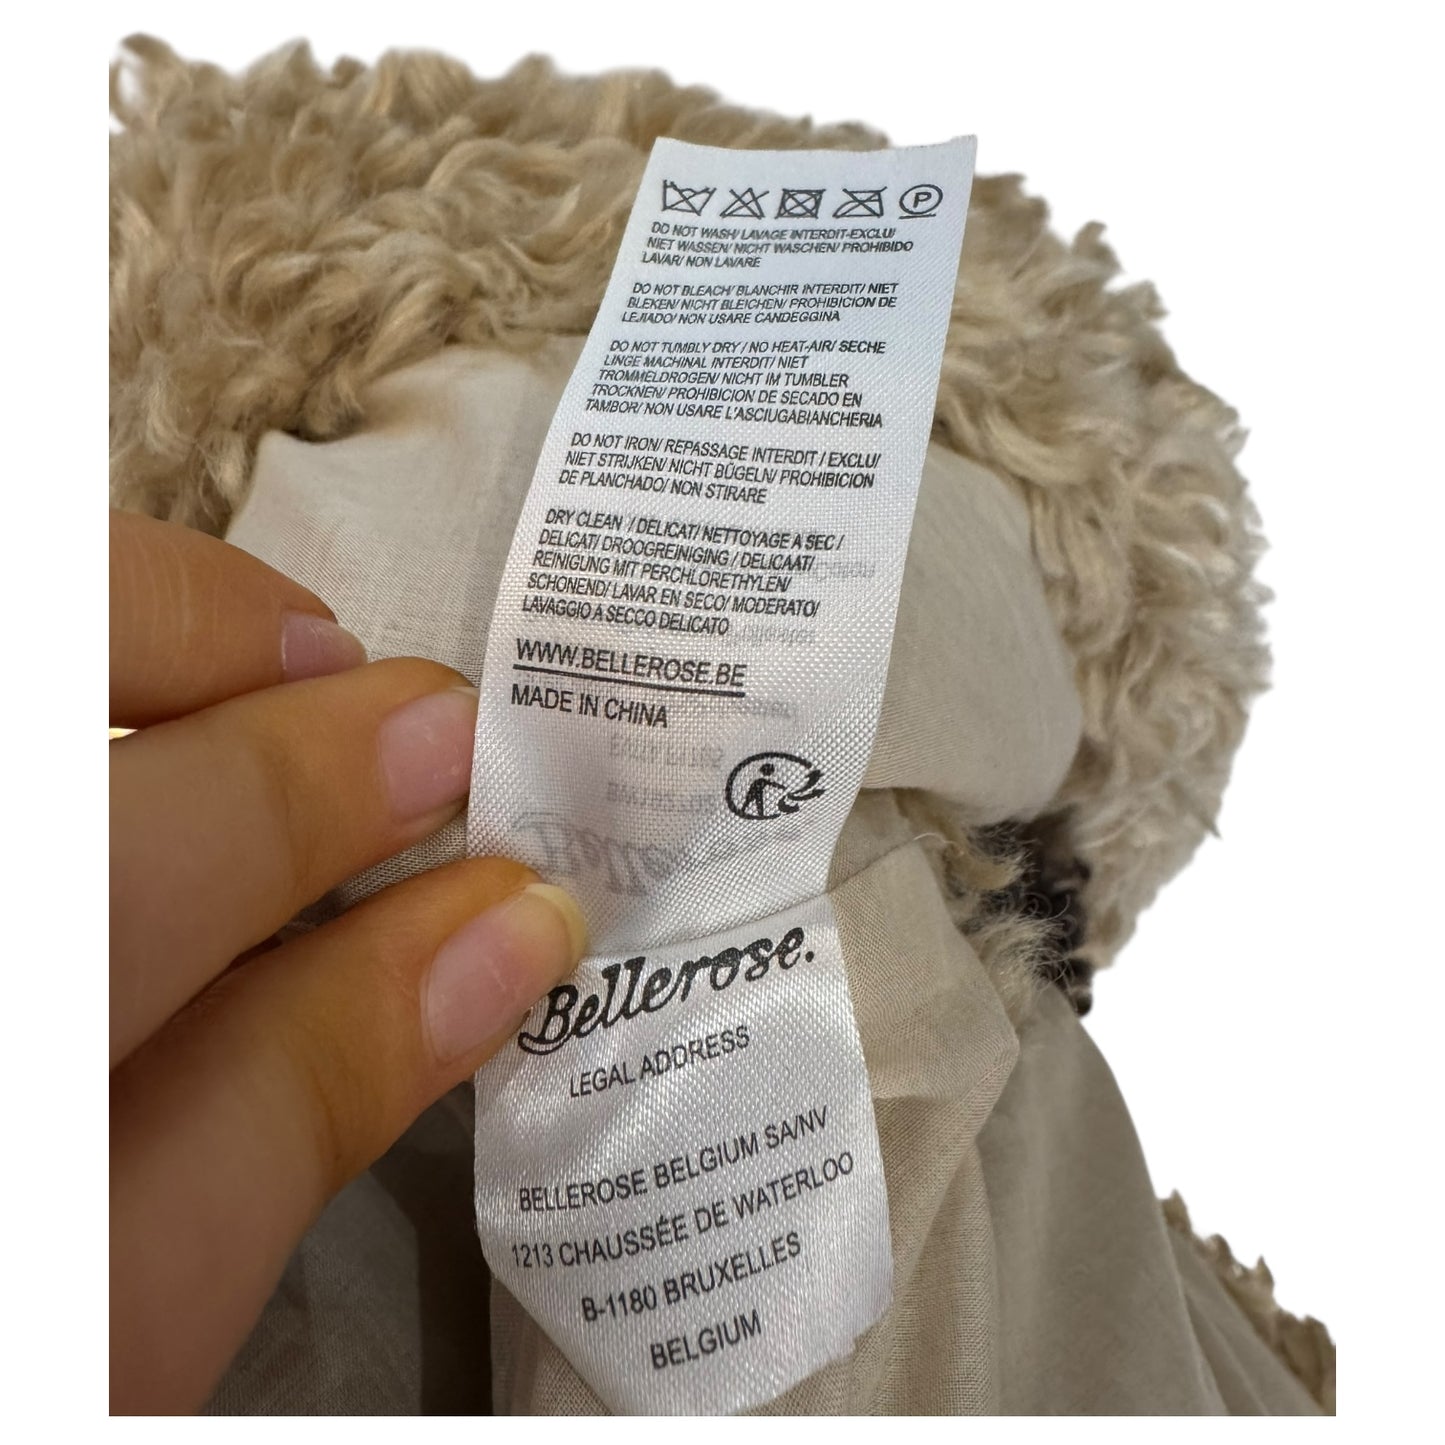 P
DO NOT WASH/ LAVAGE INTERDIT-EXCLU/
NIET WASSEN/ NICHT WASCHEN/ PROHIBIDO
LAVAR/ NON LAVARE
DO NOT BLEACH/ BLANCHIR INTERDIT/ NIET
BLEKEN/ NICHT BLEICHEN/ PROHIBICION DE
LEJIADO/ NON USARE CANDEGGINA
DO NOT TUMBLY DRY / NO HEAT-AIR/ SECHE
LINGE MACHINAL INTERDIT/ NIET
TROMMELDROGEN/ NICHT IM TUMBLER
TROCKNEN/ PROHIBICION DE SECADO EN
TAMBOR/ NON USARE L'ASCIUGABIANCHERIA
DO NOT IRON/ REPASSAGE INTERDIT / EXCLU/
NIET STRIJKEN/ NICHT BÜGELN/ PROHIBICION
DE PLANCHADO/ NON STIRARE
DRY CLEAN / DELICAT/ NETTOYAGE A SEC /
DELICAT/ DROOGREINIGING / DELICAAT/
REINIGUNG MIT PERCHLORETHYLEN/
SCHONEND/ LAVAR EN SECO/ MODERATO/
LAVAGGIO A SECCO DELICATO
WWW.BELLEROSE.BE
MADE IN CHINA
Bellerose.
LEGAL ADDRESS
BELLEROSE BELGIUM SA/NV
1213 CHAUSSÉE DE WATERLOO
B-1180 BRUXELLES
BELGIUM